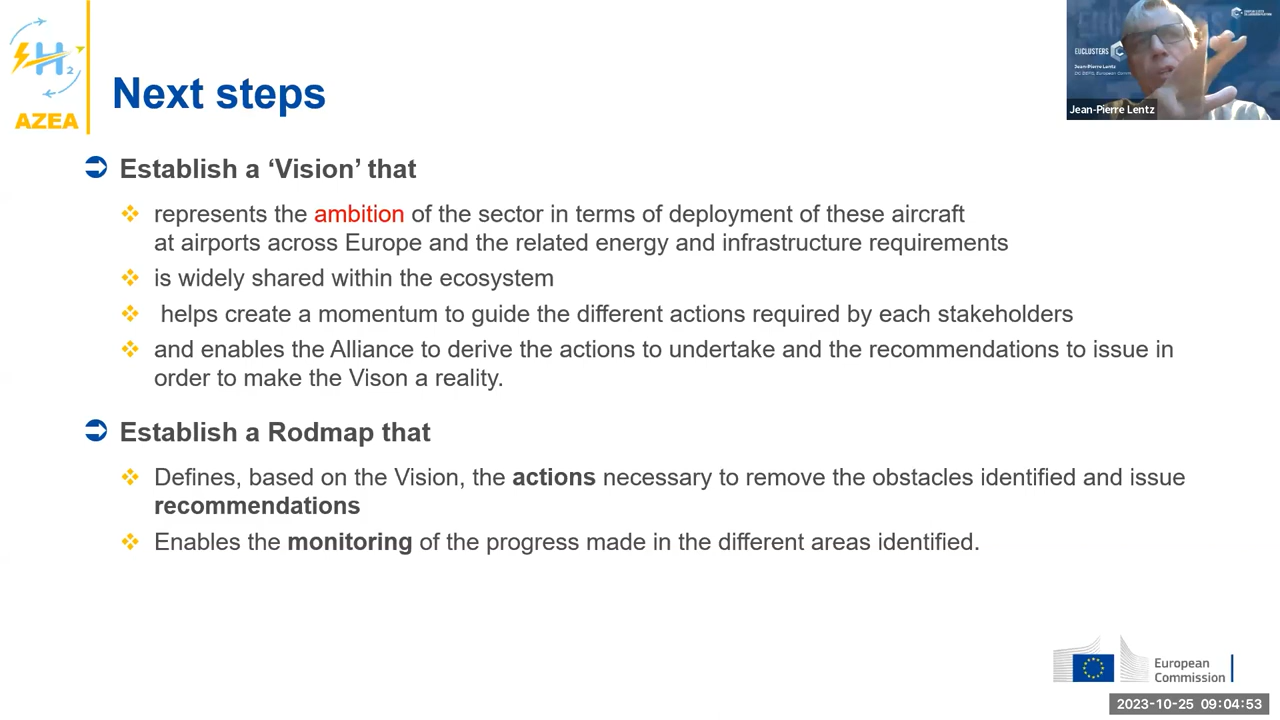 H2
AZEA
Next steps
EUCLUSTERS
Jean-Pierre Lentz
Jean-Pierre Lentz
Establish a ‘Vision’ that
represents the ambition of the sector in terms of deployment of these aircraft
at airports across Europe and the related energy and infrastructure requirements
is widely shared within the ecosystem
helps create a momentum to guide the different actions required by each stakeholders
and enables the Alliance to derive the actions to undertake and the recommendations to issue in
order to make the Vison a reality.
Establish a Rodmap that
Defines, based on the Vision, the actions necessary to remove the obstacles identified and issue
recommendations
Enables the monitoring of the progress made in the different areas identified.
European
Commission
2023-10-25 09:04:53